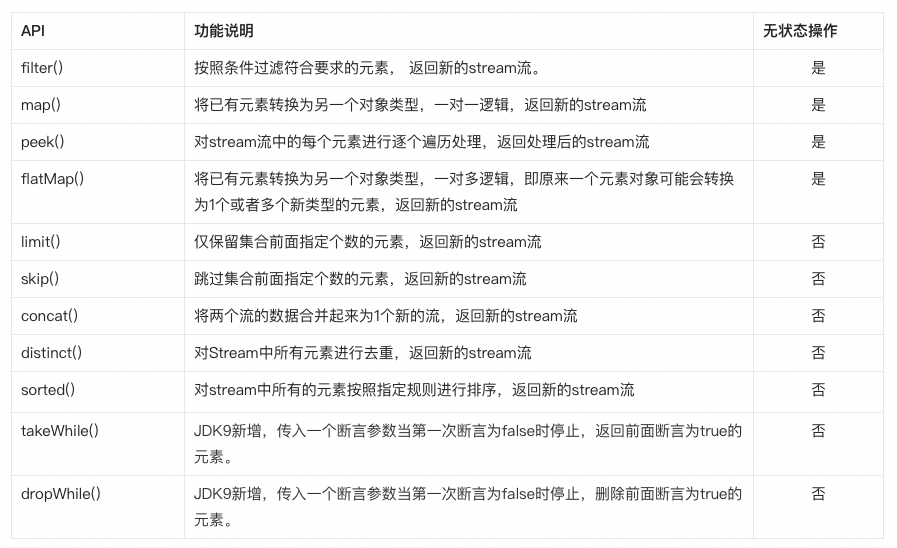 API 功能说明 无状态操作
filter() 按照条件过滤符合要求的元素， 返回新的stream流。 是
map() 将已有元素转换为另一个对象类型，一对一逻辑，返回新的stream流 是
peek() 对stream流中的每个元素进行逐个遍历处理，返回处理后的stream流 是
flatMap() 将已有元素转换为另一个对象类型，一对多逻辑，即原来一个元素对象可能会转换 是
为1个或者多个新类型的元素，返回新的stream流
limit() 仅保留集合前面指定个数的元素，返回新的stream流 否
skip() 跳过集合前面指定个数的元素，返回新的stream流 否
concat() 将两个流的数据合并起来为1个新的流，返回新的stream流 否
distinct() 对Stream中所有元素进行去重，返回新的stream流 否
sorted() 对stream中所有的元素按照指定规则进行排序，返回新的stream流 否
takeWhile() JDK9新增，传入一个断言参数当第一次断言为false时停止，返回前面断言为true的 否
元素。
dropWhile() JDK9新增，传入一个断言参数当第一次断言为false时停止，删除前面断言为true的 否
元素。